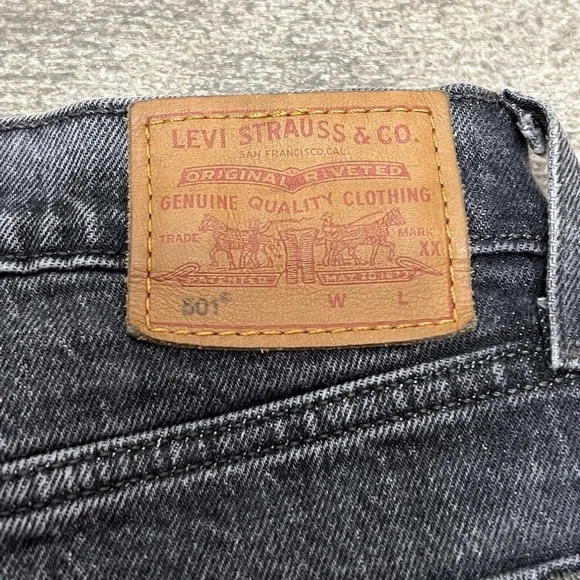 LEVI STRAUSS & CO.
SAN FRANCISCO, CAL.
ORIGINAL RIVETED
GENUINE QUALITY CLOTHING
TRADE MARK
XX
PATENTED MAY 20 1873
501® W L